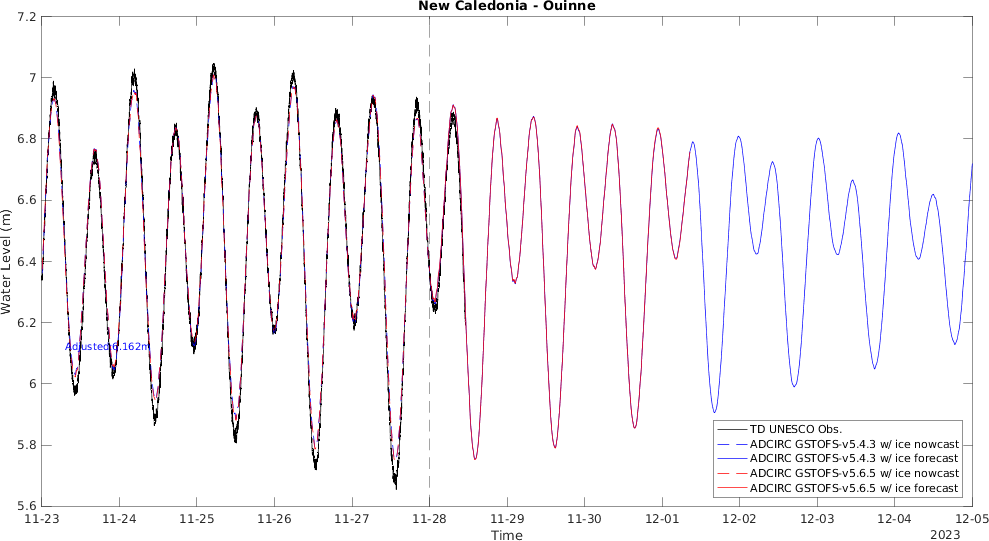 New Caledonia - Ouinne
7.2
7
6.8
6.6
6.4
6.2
6
5.8
5.6
Water Level (m)
Adjusted 6.162m
TD UNESCO Obs.
ADCIRC GSTOFS-v5.4.3 w/ ice nowcast
ADCIRC GSTOFS-v5.4.3 w/ ice forecast
ADCIRC GSTOFS-v5.6.5 w/ ice nowcast
ADCIRC GSTOFS-v5.6.5 w/ ice forecast
11-23 11-24 11-25 11-26 11-27 11-28 11-29 11-30 12-01 12-02 12-03 12-04 12-05
Time
2023